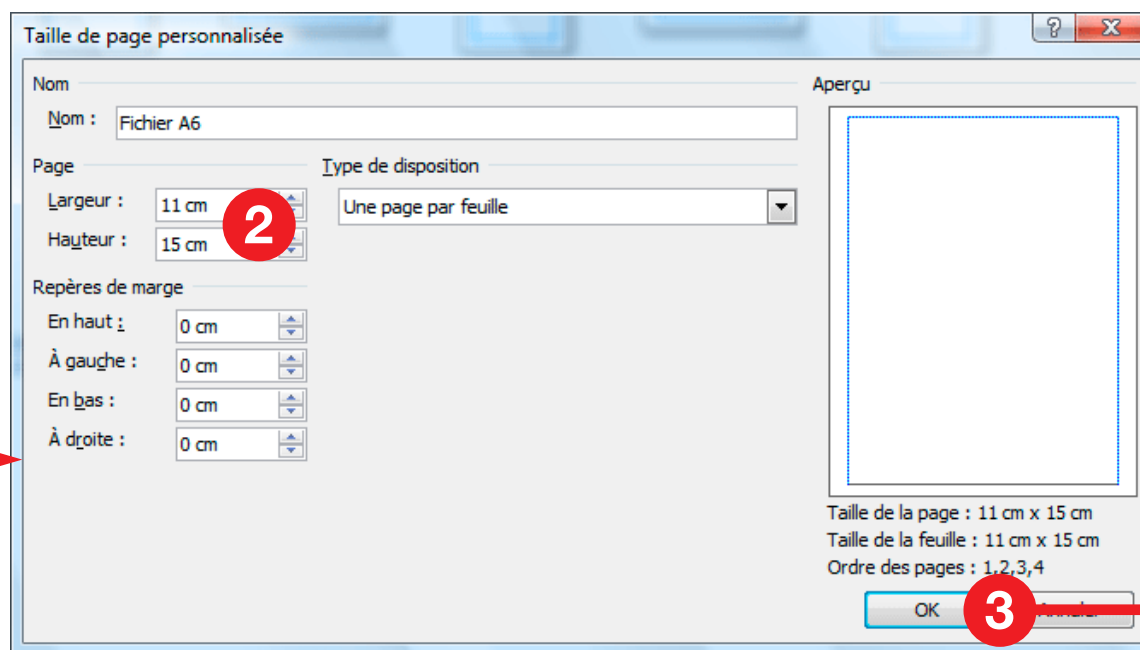 Taille de page personnalisée
Nom
Nom : Fichier A6
Page
Largeur : 11 cm
Hauteur : 15 cm
2
Type de disposition
Une page par feuille
Repères de marge
En haut : 0 cm
À gauche : 0 cm
En bas : 0 cm
À droite : 0 cm
Aperçu
Taille de la page : 11 cm x 15 cm
Taille de la feuille : 11 cm x 15 cm
Ordre des pages : 1,2,3,4
OK
3